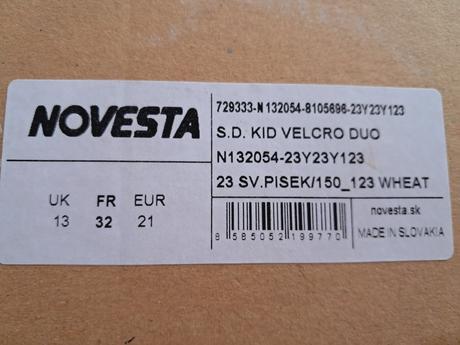 NOVESTA
UK FR EUR
13 32 21
729333-N132054-8105696-23Y23Y123
S.D. KID VELCRO DUO
N132054-23Y23Y123
23 SV.PISEK/150_123 WHEAT
8 585052 199770
novesta.sk
MADE IN SLOVAKIA